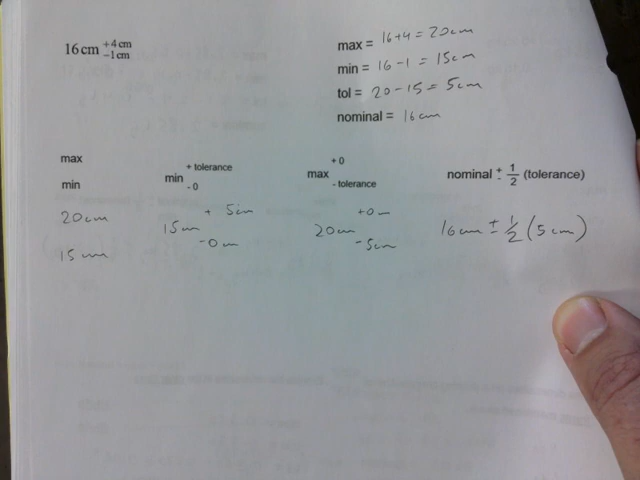 16 cm +4 cm -1 cm
max = 16+4 = 20cm
min = 16-1 = 15cm
tol = 20-15 = 5cm
nominal = 16cm
max
min
min + tolerance - 0
max + 0 - tolerance
nominal ± 1/2 (tolerance)
20cm
15cm
15cm + 5cm -0cm
20cm +0cm -5cm
16cm ± 1/2 (5cm)